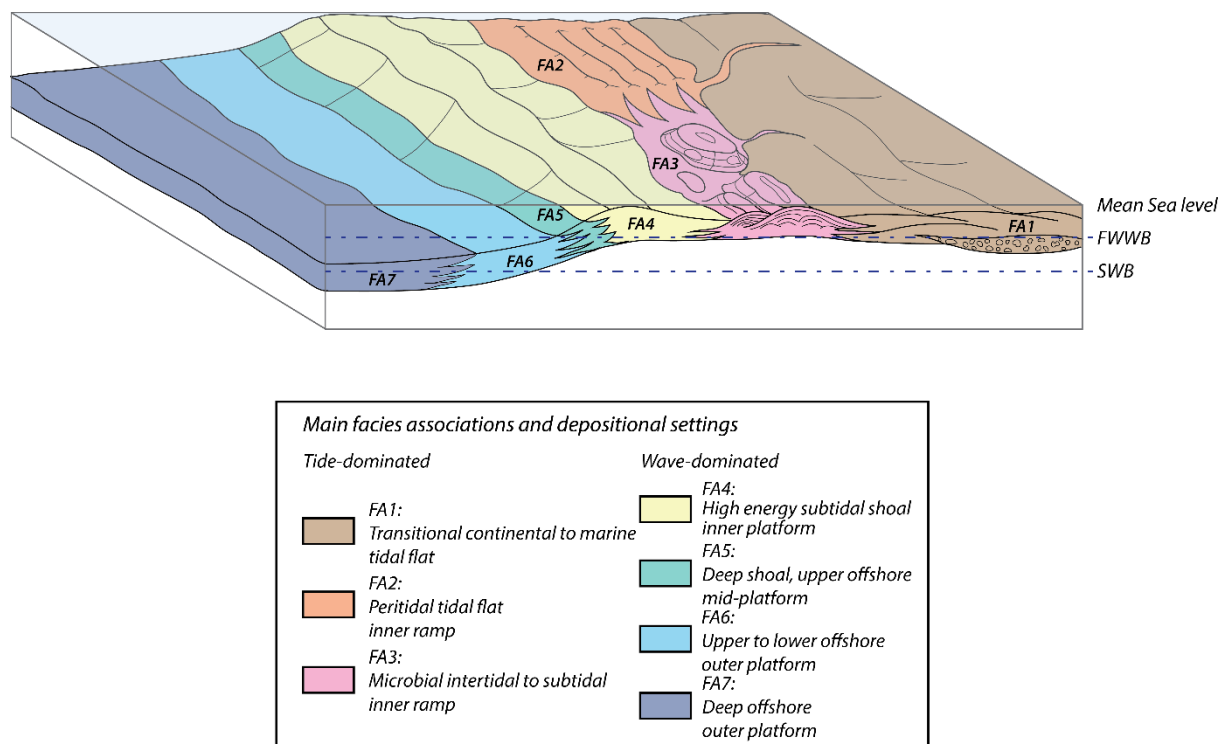 FA2
FA3
Mean Sea level
FA5
FA4
FA1
FWWB
FA6
SWB
FA7
Main facies associations and depositional settings
Tide-dominated
FA1:
Transitional continental to marine
tidal flat
FA2:
Peritidal tidal flat
inner ramp
FA3:
Microbial intertidal to subtidal
inner ramp
Wave-dominated
FA4:
High energy subtidal shoal
inner platform
FA5:
Deep shoal, upper offshore
mid-platform
FA6:
Upper to lower offshore
outer platform
FA7:
Deep offshore
outer platform